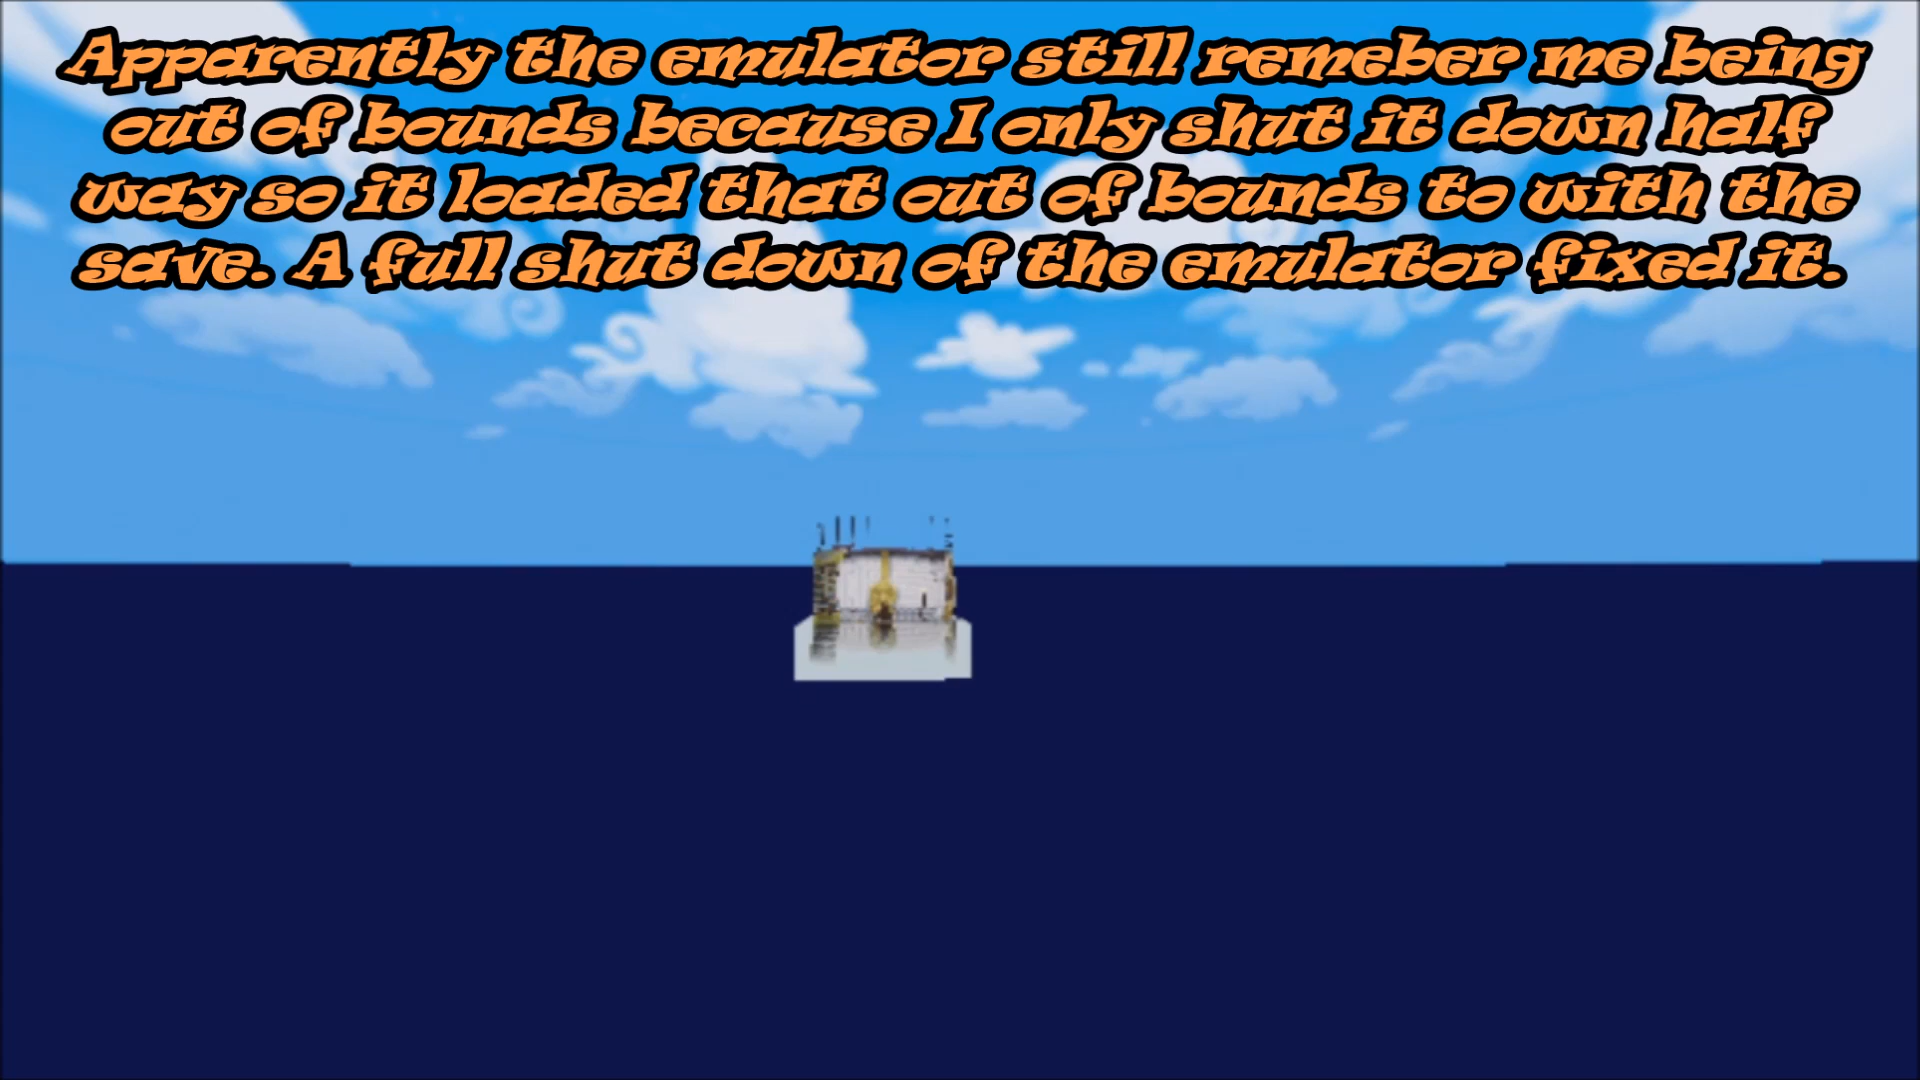 Apparently the emulator still remeber me being
out of bounds because I only shut it down half
way so it loaded that out of bounds to with the
save. A full shut down of the emulator fixed it.